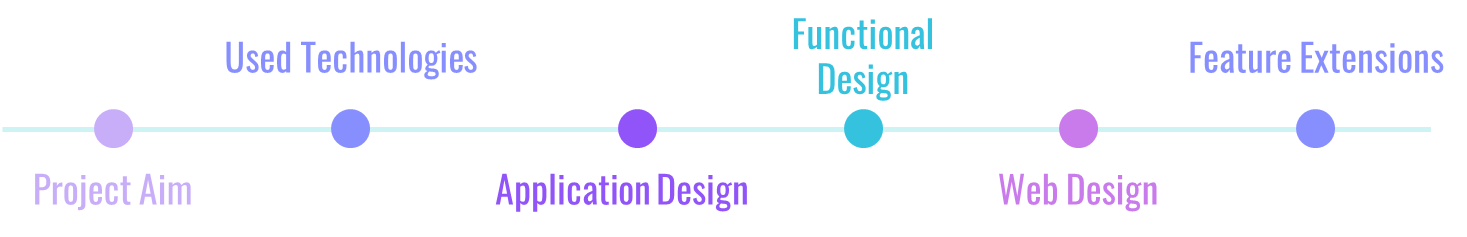 Project Aim
Used Technologies
Application Design
Functional
Design
Web Design
Feature Extensions